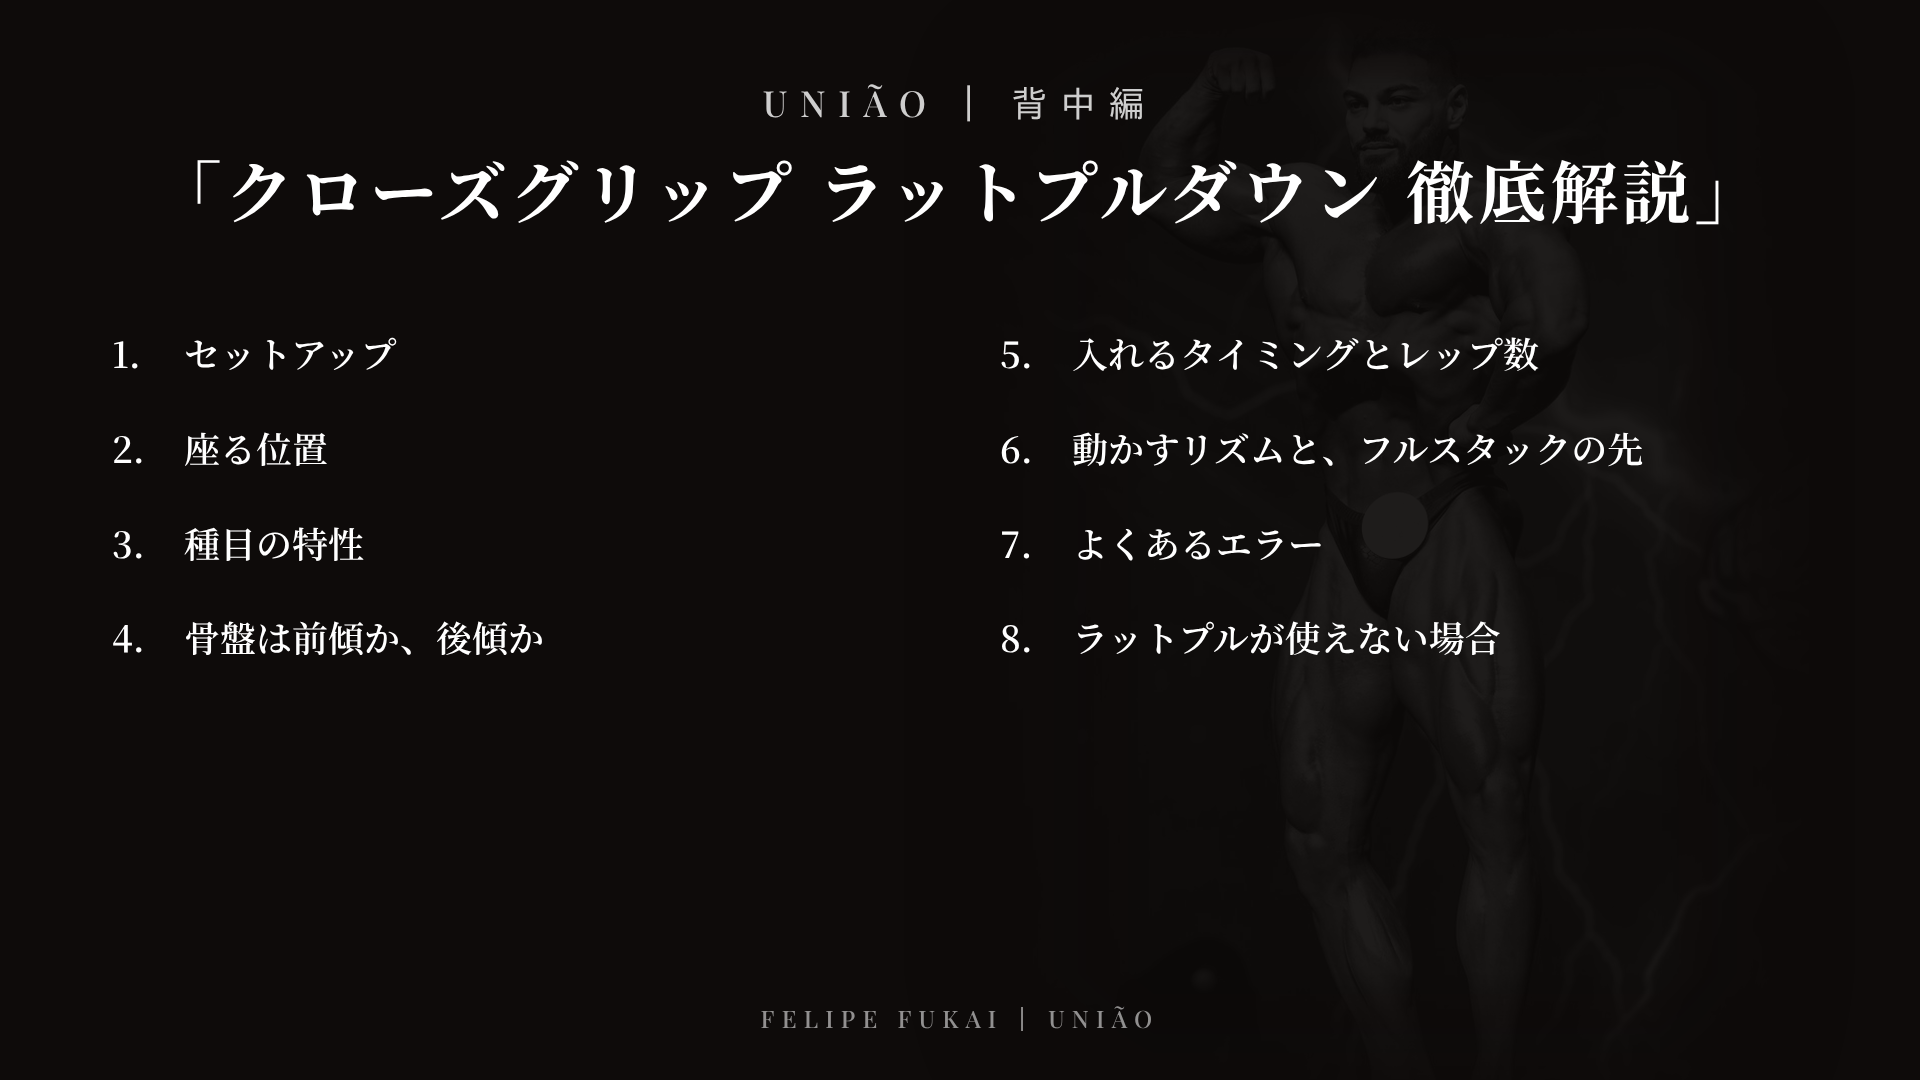 UNIÃO | 背中編
「クローズグリップ ラットプルダウン 徹底解説」
1. セットアップ
2. 座る位置
3. 種目の特性
4. 骨盤は前傾か、後傾か
5. 入れるタイミングとレップ数
6. 動かすリズムと、フルスタックの先
7. よくあるエラー
8. ラットプルが使えない場合
FELIPE FUKAI | UNIÃO